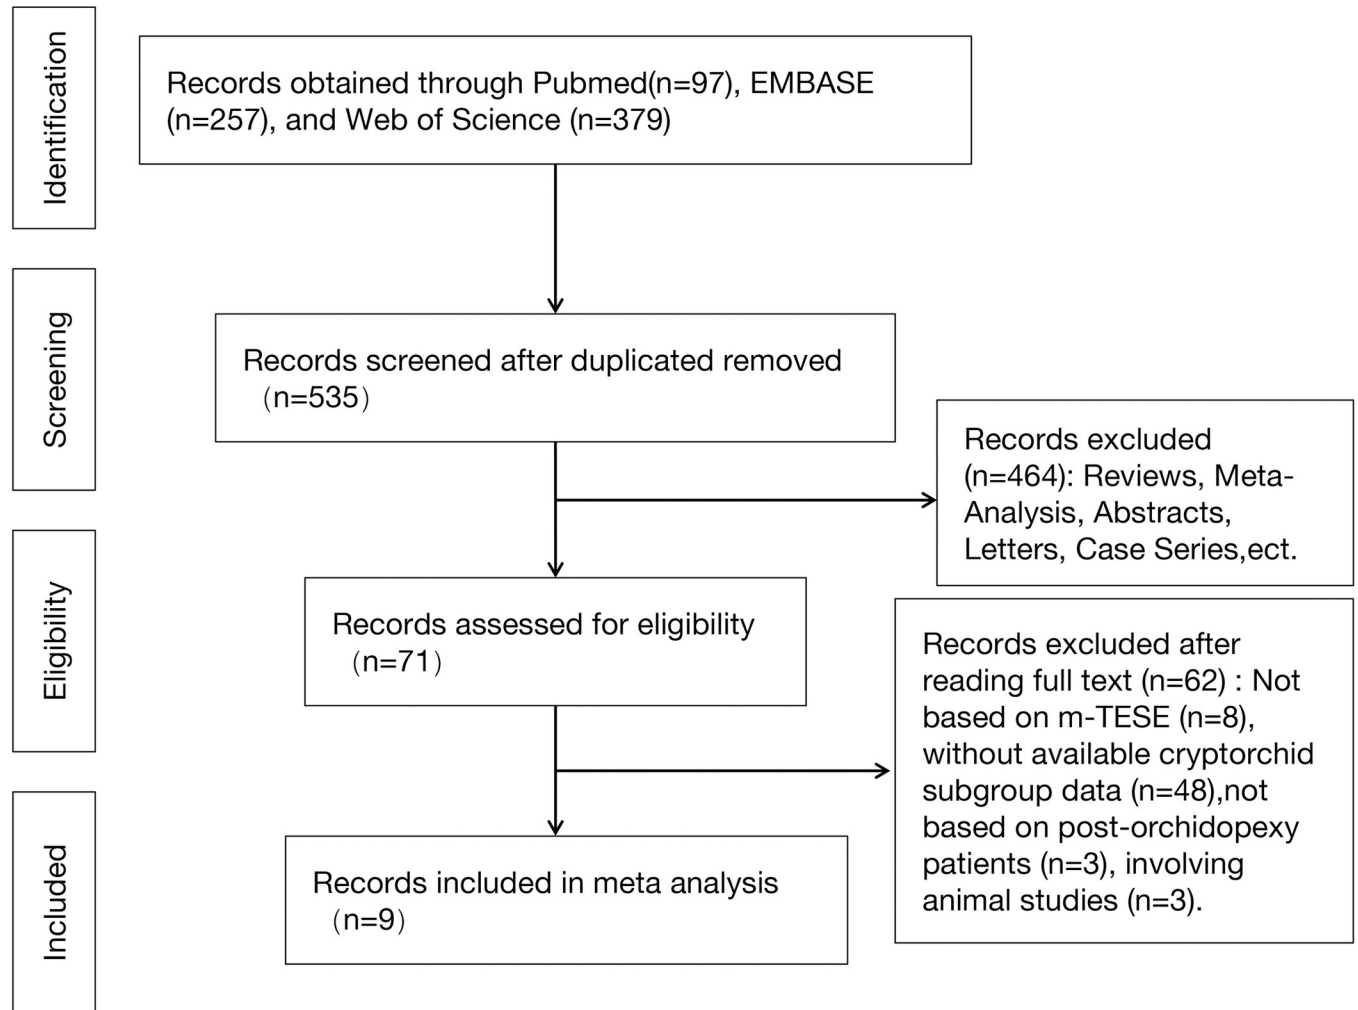 Identification
Records obtained through Pubmed(n=97), EMBASE
(n=257), and Web of Science (n=379)
Screening
Records screened after duplicated removed
（n=535）
Records excluded
(n=464): Reviews, Meta-
Analysis, Abstracts,
Letters, Case Series,ect.
Eligibility
Records assessed for eligibility
（n=71）
Records excluded after
reading full text (n=62) : Not
based on m-TESE (n=8),
without available cryptorchid
subgroup data (n=48),not
based on post-orchidopexy
patients (n=3), involving
animal studies (n=3).
Included
Records included in meta analysis
（n=9）